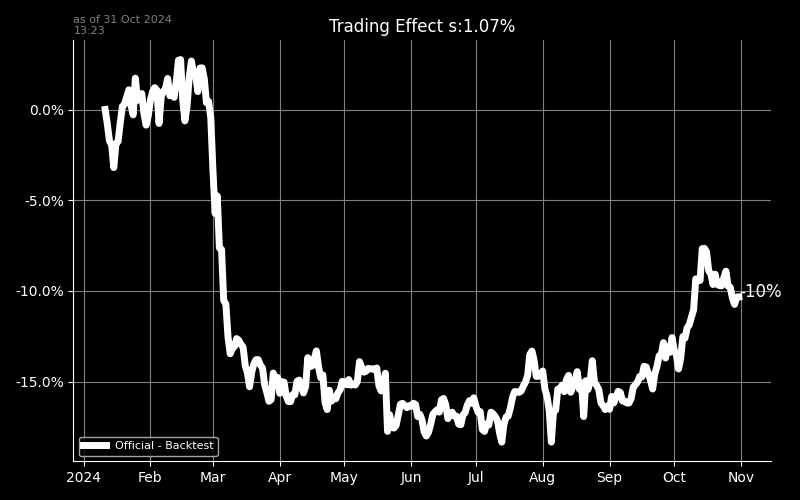 as of 31 Oct 2024
13:23
Trading Effect s:1.07%
0.0%
-5.0%
-10.0%
-15.0%
-10%
Official - Backtest
2024 Feb Mar Apr May Jun Jul Aug Sep Oct Nov